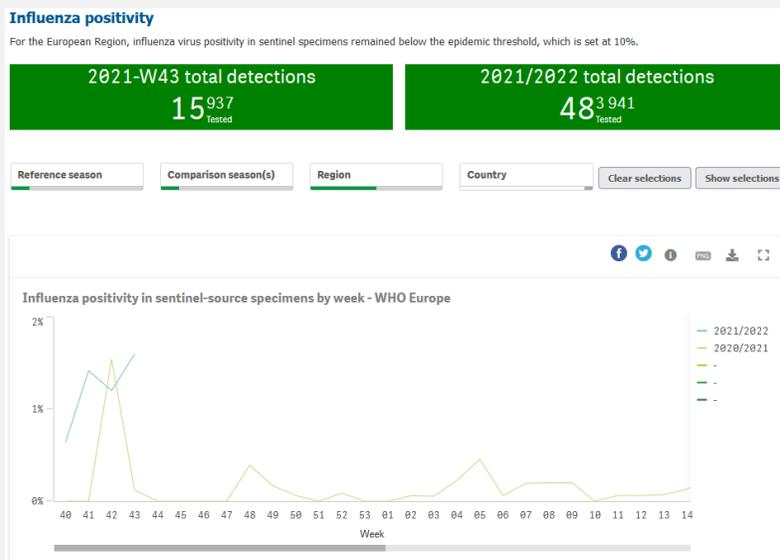 Influenza positivity
For the European Region, influenza virus positivity in sentinel specimens remained below the epidemic threshold, which is set at 10%.
2021-W43 total detections
15 937
Tested
2021/2022 total detections
48 3 941
Tested
Reference season
Comparison season(s)
Region
Country
Clear selections
Show selections
f
i
PNG
Influenza positivity in sentinel-source specimens by week - WHO Europe
2%
1%
0%
2021/2022
2020/2021
-
-
-
40 41 42 43 44 45 46 47 48 49 50 51 52 53 01 02 03 04 05 06 07 08 09 10 11 12 13 14
Week